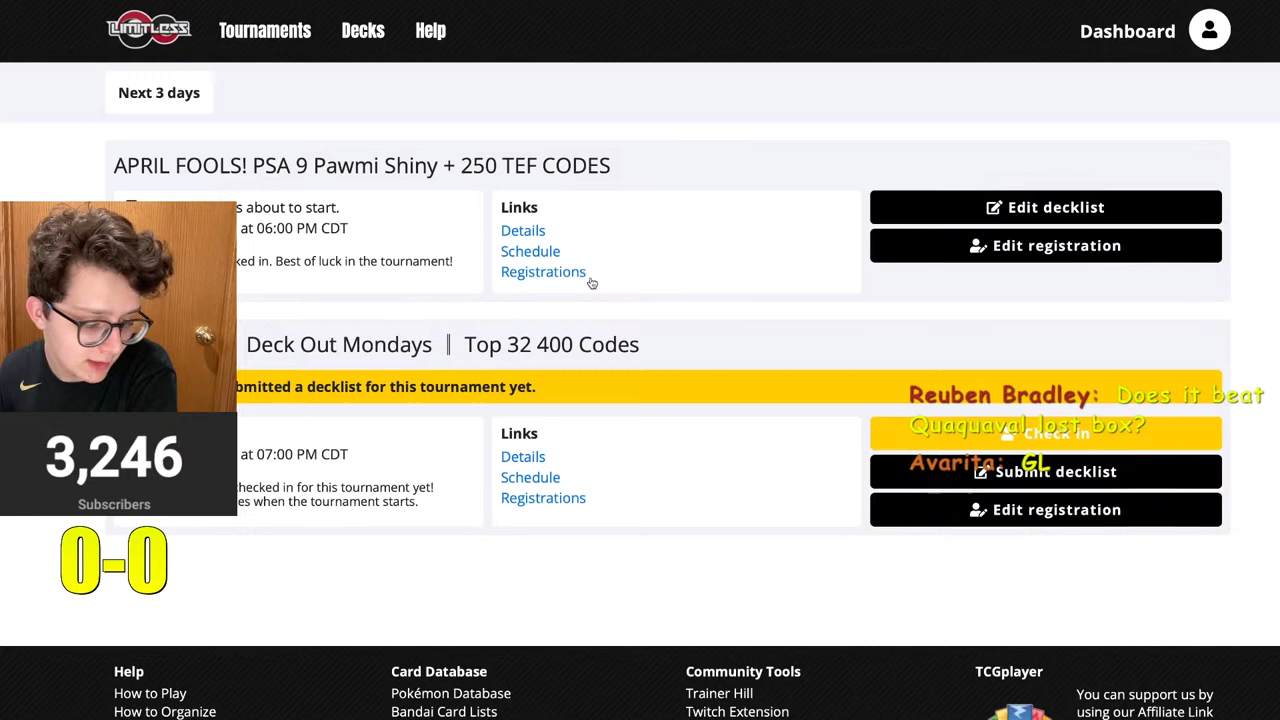 LIMITLESS
Tournaments
Decks
Help
Dashboard
Next 3 days
APRIL FOOLS! PSA 9 Pawmi Shiny + 250 TEF CODES
s about to start.
at 06:00 PM CDT
ked in. Best of luck in the tournament!
Links
Details
Schedule
Registrations
Edit decklist
Edit registration
Deck Out Mondays ║ Top 32 400 Codes
bmitted a decklist for this tournament yet.
at 07:00 PM CDT
checked in for this tournament yet!
es when the tournament starts.
Links
Details
Schedule
Registrations
Check in
Submit decklist
Edit registration
Reuben Bradley: Does it beat
Quaquaval lost box?
Avarita: GL
3,246
Subscribers
0-0
Help
How to Play
How to Organize
Card Database
Pokémon Database
Bandai Card Lists
Community Tools
Trainer Hill
Twitch Extension
TCGplayer
You can support us by
using our Affiliate Link